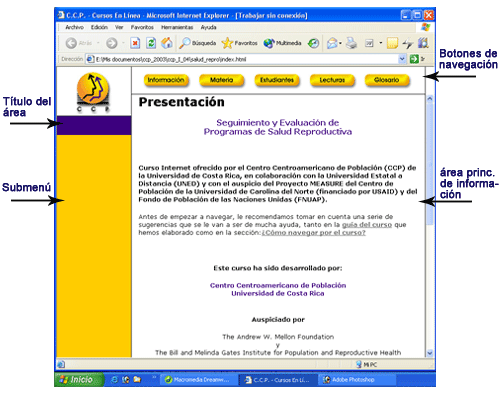 C.C.P. - Cursos En Línea - Microsoft Internet Explorer - [Trabajar sin conexión]
Archivo Edición Ver Favoritos Herramientas Ayuda
Atrás Búsqueda Favoritos Multimedia
Dirección E:\Mis documentos\ccp_2003\ccp_I_04\salud_repro\index.html Ir
Botones de
navegación
Información Materia Estudiantes Lecturas Glosario
C C P
Presentación
Título del
área
Seguimiento y Evaluación de
Programas de Salud Reproductiva
Submenú
área princ.
de informa-
ción
Curso Internet ofrecido por el Centro Centroamericano de Población (CCP) de
la Universidad de Costa Rica, en colaboración con la Universidad Estatal a
Distancia (UNED) y con el auspicio del Proyecto MEASURE del Centro de
Población de la Universidad de Carolina del Norte (financiado por USAID) y del
Fondo de Población de las Naciones Unidas (FNUAP).
Antes de empezar a navegar, le recomendamos tomar en cuenta una serie de
sugerencias que se le van a ser de mucha ayuda, tanto en la guía del curso que
hemos elaborado como en la sección:¿Cómo navegar por el curso?
Este curso ha sido desarrollado por:
Centro Centroamericano de Población
Universidad de Costa Rica
Auspiciado por
The Andrew W. Mellon Foundation
y
The Bill and Melinda Gates Institute for Population and Reproductive Health
Mi PC
Inicio Macromedia Dreamw... C.C.P. - Cursos En Lí... Adobe Photoshop